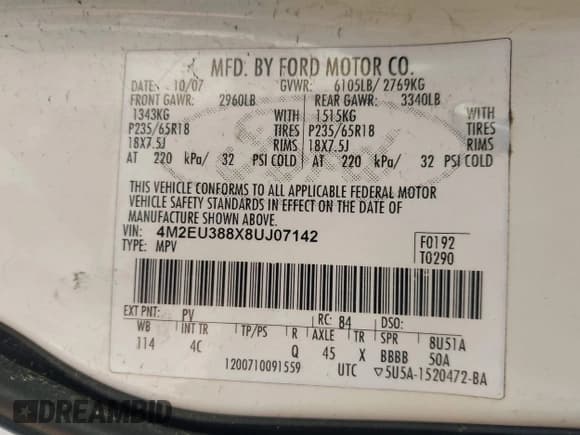 MFD. BY FORD MOTOR CO.
DATE: 10/07 GVWR: 6105LB/ 2769KG
FRONT GAWR: 2960LB REAR GAWR: 3340LB
1343KG WITH 1515KG WITH
P235/65R18 TIRES P235/65R18 TIRES
18X7.5J RIMS 18X7.5J RIMS
AT 220 kPa/ 32 PSI COLD AT 220 kPa/ 32 PSI COLD
THIS VEHICLE CONFORMS TO ALL APPLICABLE FEDERAL MOTOR
VEHICLE SAFETY STANDARDS IN EFFECT ON THE DATE OF
MANUFACTURE SHOWN ABOVE.
VIN: 4M2EU388X8UJ07142
TYPE: MPV
F0192
T0290
EXT PNT: PV RC: 84 DSO:
WB INT TR TP/PS R AXLE TR SPR 8U51A
114 4C Q 45 X BBBB 50A
1200710091559 UTC ▽5U5A-1520472-BA
DREAMBID